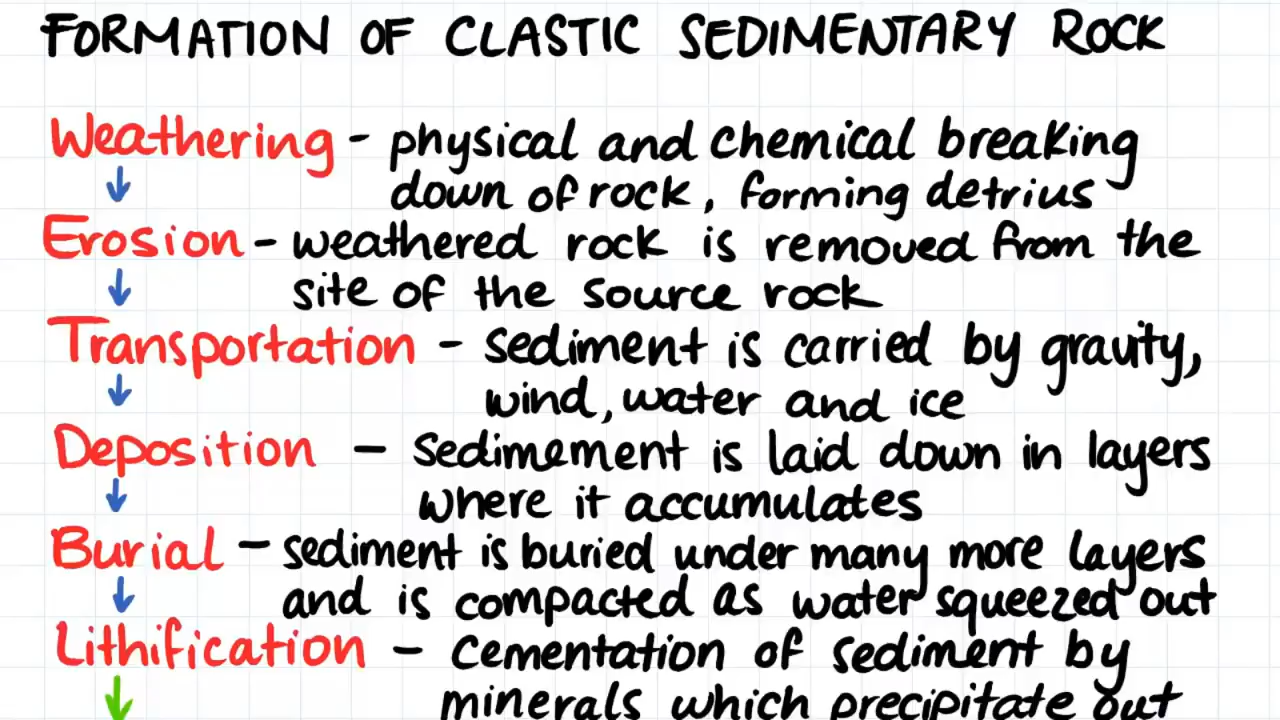 FORMATION OF CLASTIC SEDIMENTARY ROCK
Weathering - physical and chemical breaking
down of rock, forming detrius
Erosion - weathered rock is removed from the
site of the source rock
Transportation - sediment is carried by gravity,
wind, water and ice
Deposition - sedimement is laid down in layers
where it accumulates
Burial - sediment is buried under many more layers
and is compacted as water squeezed out
Lithification - cementation of sediment by
minerals which precipitate out